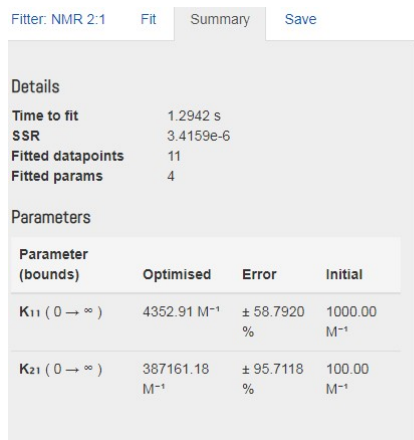 Fitter: NMR 2:1 Fit Summary Save
Details
Time to fit 1.2942 s
SSR 3.4159e-6
Fitted datapoints 11
Fitted params 4
Parameters
Parameter
(bounds) Optimised Error Initial
K₁₁ ( 0 → ∞ ) 4352.91 M⁻¹ ± 58.7920 1000.00
% M⁻¹
K₂₁ ( 0 → ∞ ) 387161.18 ± 95.7118 100.00
M⁻¹ % M⁻¹